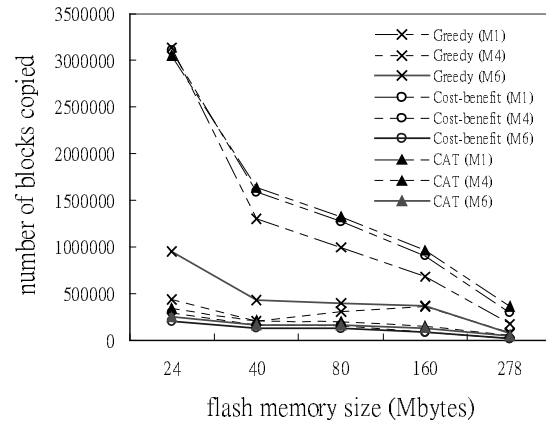 3500000
3000000
2500000
2000000
1500000
1000000
500000
0
number of blocks copied
24 40 80 160 278
flash memory size (Mbytes)
Greedy (M1)
Greedy (M4)
Greedy (M6)
Cost-benefit (M1)
Cost-benefit (M4)
Cost-benefit (M6)
CAT (M1)
CAT (M4)
CAT (M6)